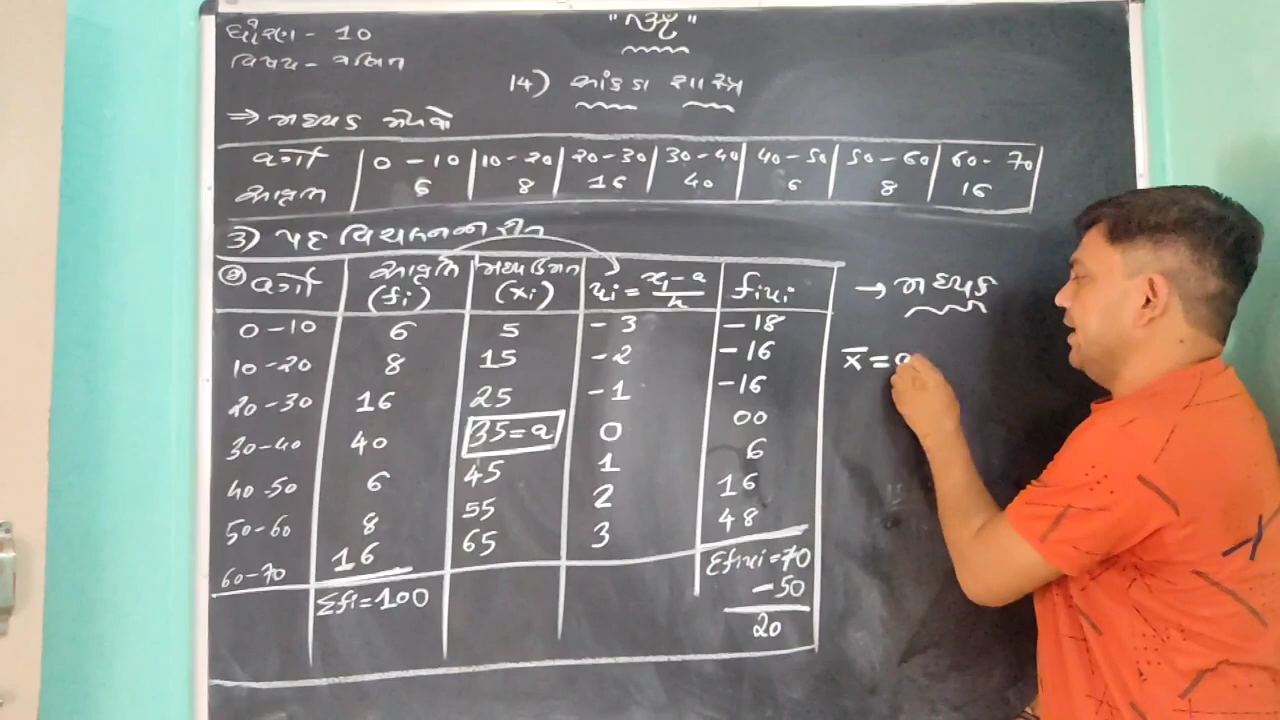 ધોરણ - 10
વિષય - ગણિત
"ૐ"
14) આંકડા શાસ્ત્ર
⇒ મધ્યક મેળવો
વર્ગ | 0 - 10 | 10 - 20 | 20 - 30 | 30 - 40 | 40 - 50 | 50 - 60 | 60 - 70
આવૃત્તિ | 6 | 8 | 16 | 40 | 6 | 8 | 16
3) પદ વિચલનની રીત
વર્ગ | આવૃત્તિ (fi) | મધ્યકિંમત (xi) | ui = xi - a / h | fiui
0 - 10 | 6 | 5 | - 3 | - 18
10 - 20 | 8 | 15 | - 2 | - 16
20 - 30 | 16 | 25 | - 1 | - 16
30 - 40 | 40 | 35 = a | 0 | 00
40 - 50 | 6 | 45 | 1 | 6
50 - 60 | 8 | 55 | 2 | 16
60 - 70 | 16 | 65 | 3 | 48
Σfi = 100 | Σfiui = 70
- 50
20
→ મધ્યક
x̄ = a